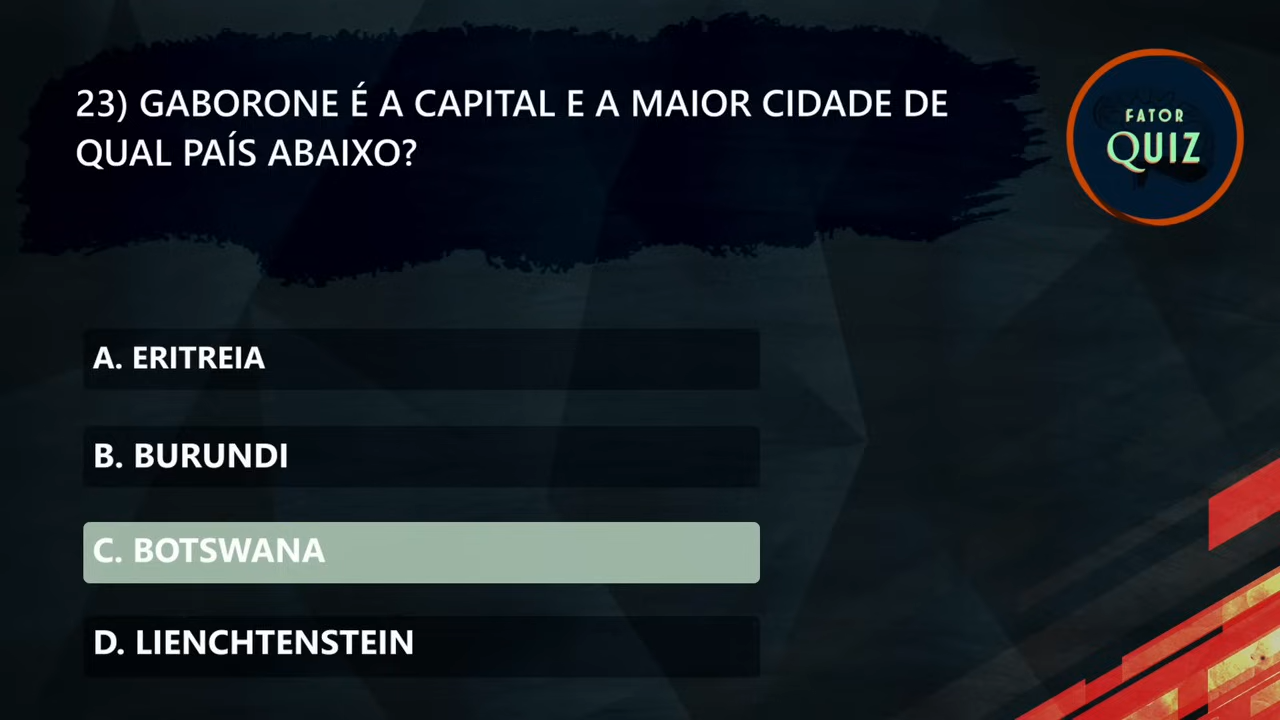 23) GABORONE É A CAPITAL E A MAIOR CIDADE DE
QUAL PAÍS ABAIXO?
FATOR
QUIZ
A. ERITREIA
B. BURUNDI
C. BOTSWANA
D. LIENCHTENSTEIN